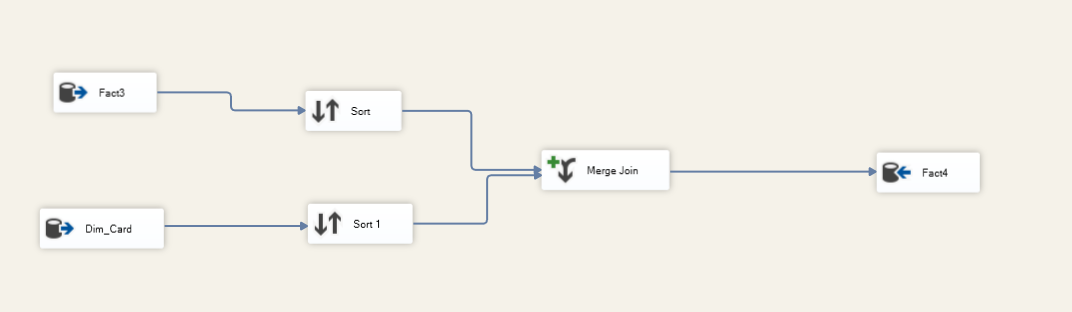 Fact3
Sort
Merge Join
Fact4
Dim_Card
Sort 1